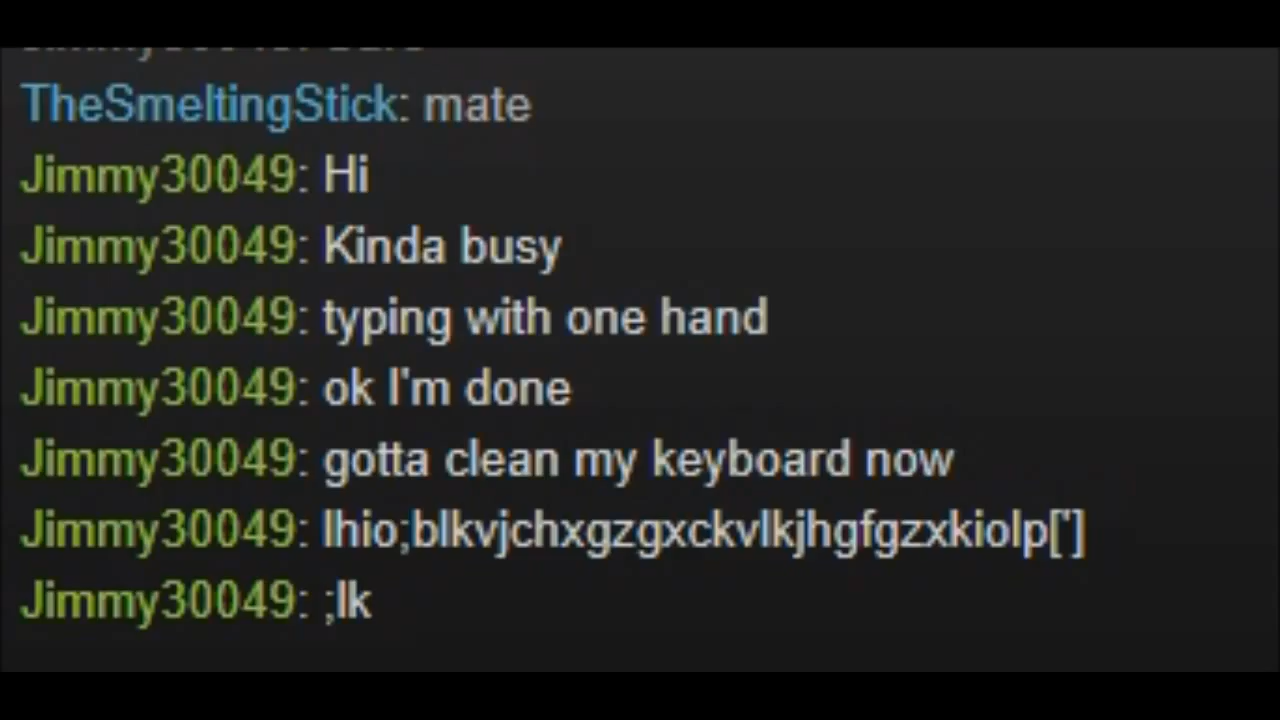 TheSmeltingStick: mate
Jimmy30049: Hi
Jimmy30049: Kinda busy
Jimmy30049: typing with one hand
Jimmy30049: ok I'm done
Jimmy30049: gotta clean my keyboard now
Jimmy30049: lhio;blkvjchxgzgxckvlkjhgfgzxkiolp[']
Jimmy30049: ;lk